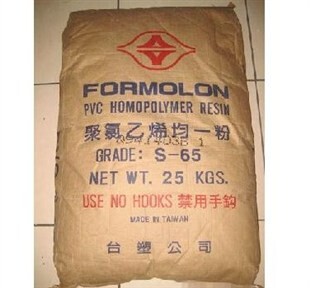 FORMOLON
PVC HOMOPOLYMER RESIN
聚氯乙烯均一粉
GRADE: S-65
NET WT. 25 KGS.
USE NO HOOKS 禁用手鈎
MADE IN TAIWAN
台塑公司